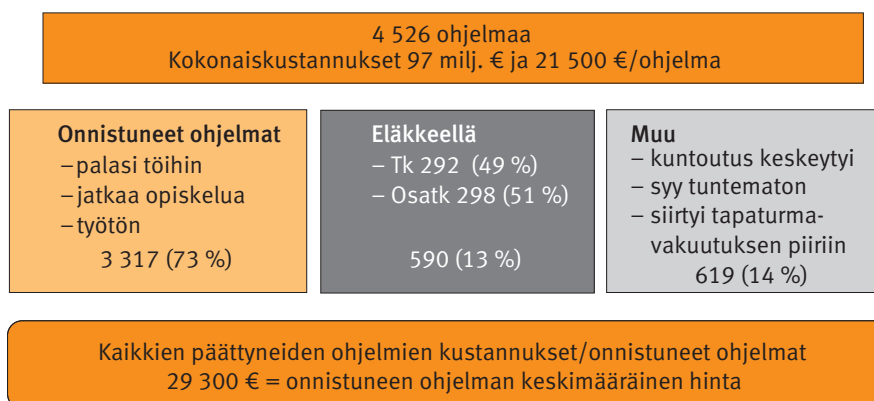 4 526 ohjelmaa
Kokonaiskustannukset 97 milj. € ja 21 500 €/ohjelma
Onnistuneet ohjelmat
– palasi töihin
– jatkaa opiskelua
– työtön
3 317 (73 %)
Eläkkeellä
– Tk 292 (49 %)
– Osatk 298 (51 %)
590 (13 %)
Muu
– kuntoutus keskeytyi
– syy tuntematon
– siirtyi tapaturma-
vakuutuksen piiriin
619 (14 %)
Kaikkien päättyneiden ohjelmien kustannukset/onnistuneet ohjelmat
29 300 € = onnistuneen ohjelman keskimääräinen hinta